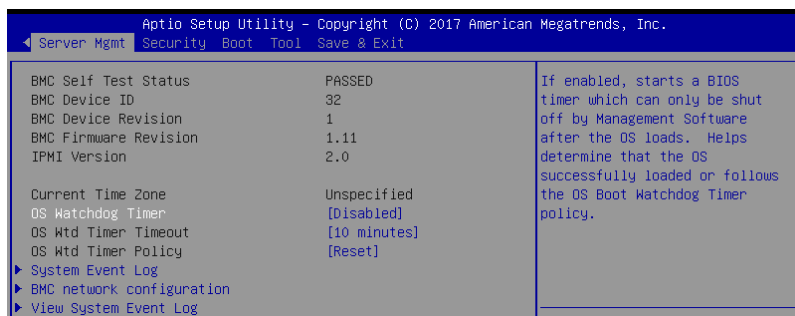 Aptio Setup Utility - Copyright (C) 2017 American Megatrends, Inc.
Server Mgmt Security Boot Tool Save & Exit
BMC Self Test Status PASSED
BMC Device ID 32
BMC Device Revision 1
BMC Firmware Revision 1.11
IPMI Version 2.0
Current Time Zone Unspecified
OS Watchdog Timer [Disabled]
OS Wtd Timer Timeout [10 minutes]
OS Wtd Timer Policy [Reset]
System Event Log
BMC network configuration
View System Event Log
If enabled, starts a BIOS
timer which can only be shut
off by Management Software
after the OS loads. Helps
determine that the OS
successfully loaded or follows
the OS Boot Watchdog Timer
policy.